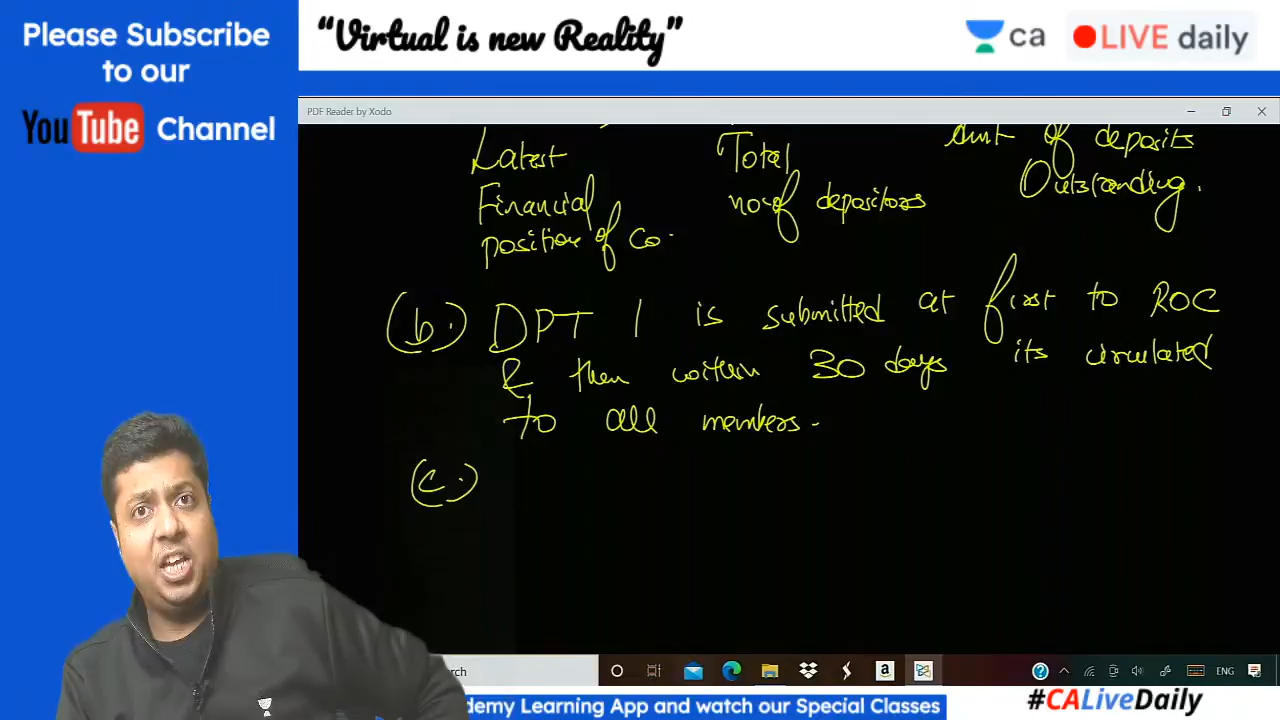 Please Subscribe
to our
YouTube Channel
“Virtual is new Reality”
ca
LIVE daily
PDF Reader by Xodo
Latest
Financial
position of Co.
Total
no. of depositors
Amt of deposits
Outstanding.
(b.) DPT 1 is submitted at first to ROC
& then within 30 days its circulated
to all members.
(c.)
rch
ENG
demy Learning App and watch our Special Classes
#CALiveDaily